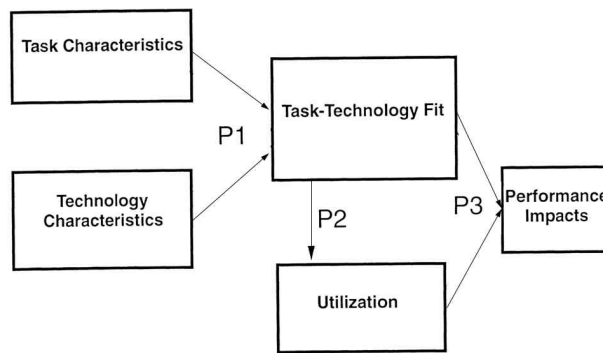 Task Characteristics
Task-Technology Fit
P1
Technology
Characteristics
P2
P3
Performance
Impacts
Utilization